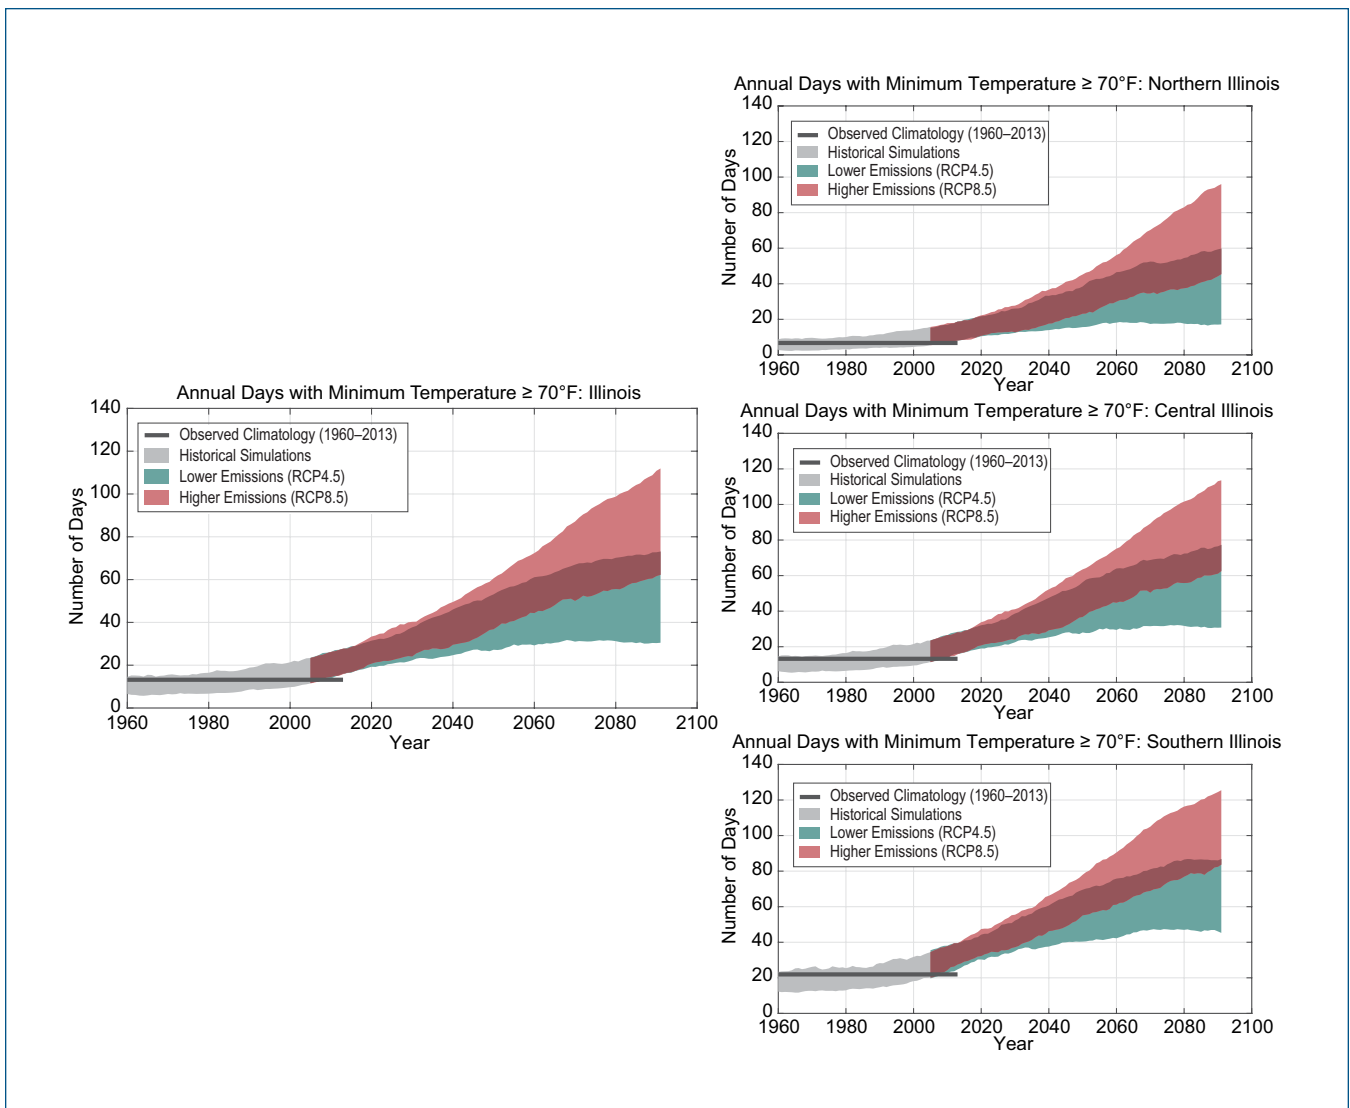 Annual Days with Minimum Temperature ≥ 70°F: Illinois
Number of Days
140
120
100
80
60
40
20
0
Observed Climatology (1960–2013)
Historical Simulations
Lower Emissions (RCP4.5)
Higher Emissions (RCP8.5)
1960 1980 2000 2020 2040 2060 2080 2100
Year
Annual Days with Minimum Temperature ≥ 70°F: Northern Illinois
Number of Days
140
120
100
80
60
40
20
0
Observed Climatology (1960–2013)
Historical Simulations
Lower Emissions (RCP4.5)
Higher Emissions (RCP8.5)
1960 1980 2000 2020 2040 2060 2080 2100
Year
Annual Days with Minimum Temperature ≥ 70°F: Central Illinois
Number of Days
140
120
100
80
60
40
20
0
Observed Climatology (1960–2013)
Historical Simulations
Lower Emissions (RCP4.5)
Higher Emissions (RCP8.5)
1960 1980 2000 2020 2040 2060 2080 2100
Year
Annual Days with Minimum Temperature ≥ 70°F: Southern Illinois
Number of Days
140
120
100
80
60
40
20
0
Observed Climatology (1960–2013)
Historical Simulations
Lower Emissions (RCP4.5)
Higher Emissions (RCP8.5)
1960 1980 2000 2020 2040 2060 2080 2100
Year